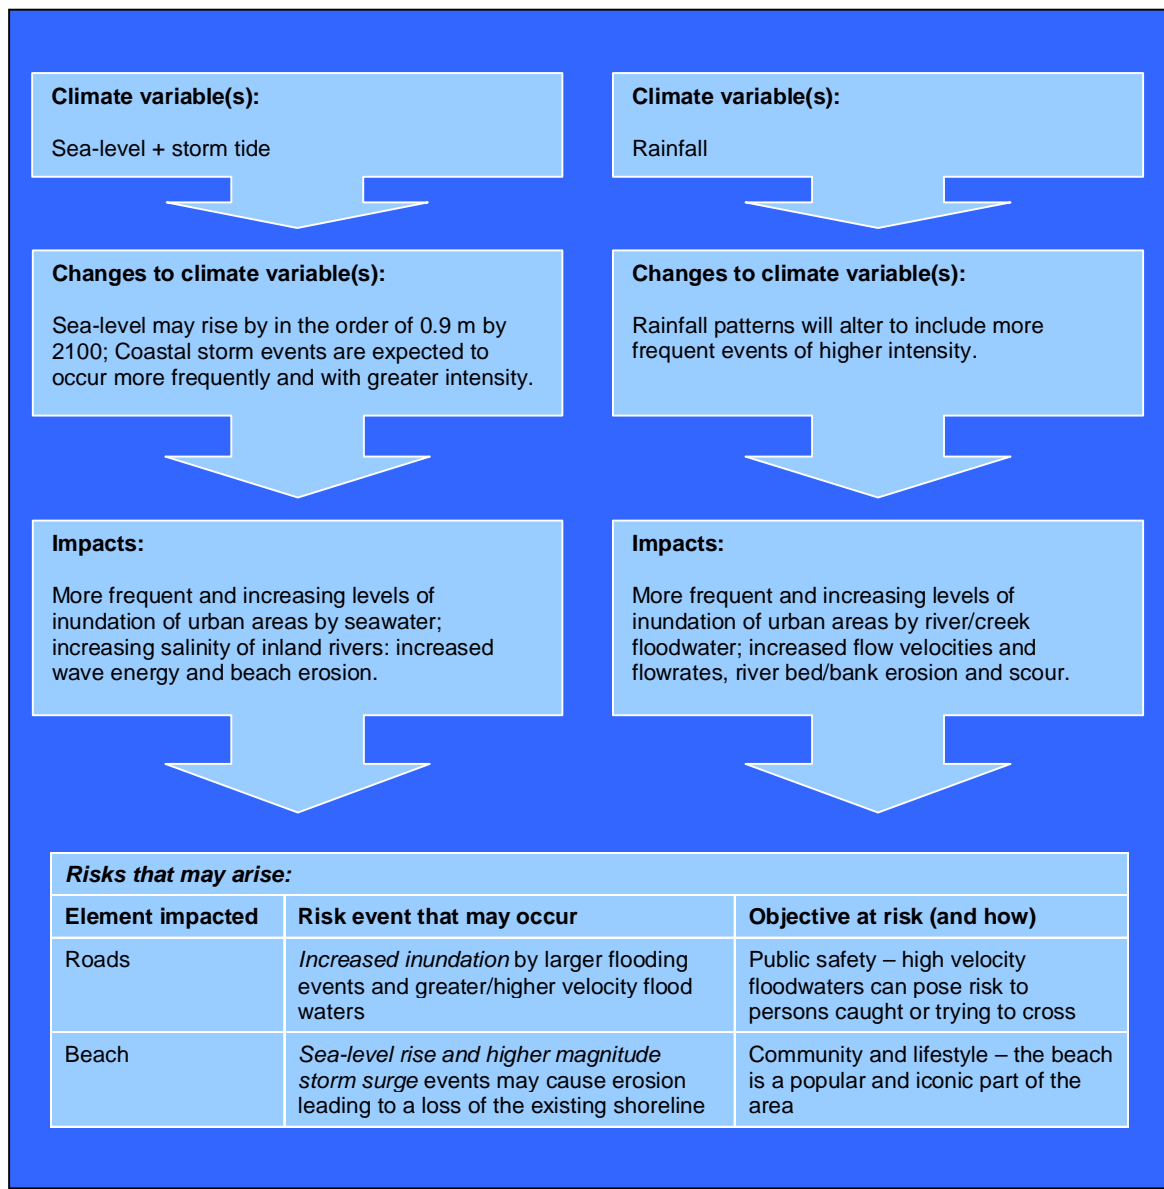 Climate variable(s):
Sea-level + storm tide
Climate variable(s):
Rainfall
Changes to climate variable(s):
Sea-level may rise by in the order of 0.9 m by
2100; Coastal storm events are expected to
occur more frequently and with greater intensity.
Changes to climate variable(s):
Rainfall patterns will alter to include more
frequent events of higher intensity.
Impacts:
More frequent and increasing levels of
inundation of urban areas by seawater;
increasing salinity of inland rivers: increased
wave energy and beach erosion.
Impacts:
More frequent and increasing levels of
inundation of urban areas by river/creek
floodwater; increased flow velocities and
flowrates, river bed/bank erosion and scour.
Risks that may arise:
Element impacted
Risk event that may occur
Objective at risk (and how)
Roads
Increased inundation by larger flooding
events and greater/higher velocity flood
waters
Public safety – high velocity
floodwaters can pose risk to
persons caught or trying to cross
Beach
Sea-level rise and higher magnitude
storm surge events may cause erosion
leading to a loss of the existing shoreline
Community and lifestyle – the beach
is a popular and iconic part of the
area